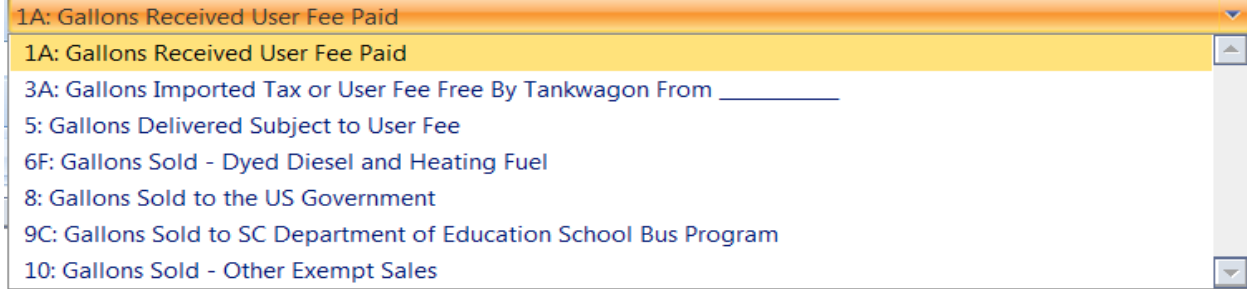 1A: Gallons Received User Fee Paid
1A: Gallons Received User Fee Paid
3A: Gallons Imported Tax or User Fee Free By Tankwagon From __________
5: Gallons Delivered Subject to User Fee
6F: Gallons Sold - Dyed Diesel and Heating Fuel
8: Gallons Sold to the US Government
9C: Gallons Sold to SC Department of Education School Bus Program
10: Gallons Sold - Other Exempt Sales